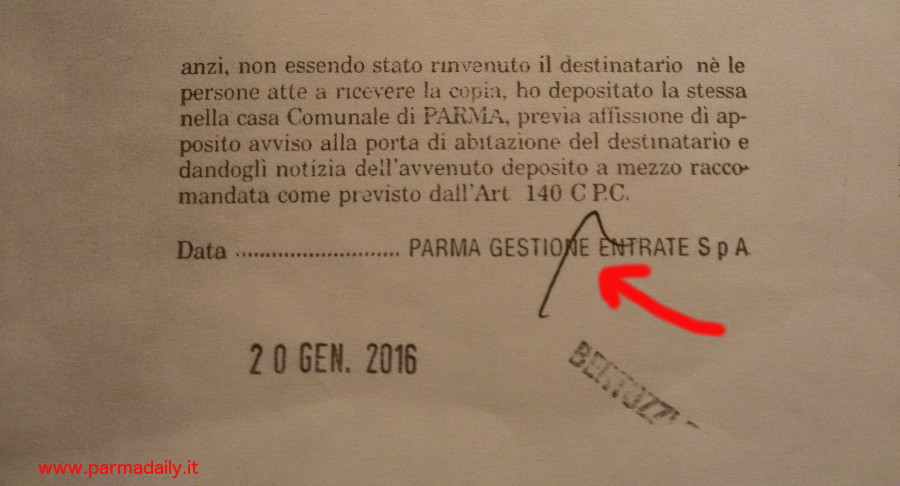 anzi, non essendo stato rinvenuto il destinatario nè le
persone atte a ricevere la copia, ho depositato la stessa
nella casa Comunale di PARMA, previa affissione di ap-
posito avviso alla porta di abitazione del destinatario e
dandogli notizia dell'avvenuto deposito a mezzo racco-
mandata come previsto dall'Art 140 C P.C.
Data ............................ PARMA GESTIONE ENTRATE S p A
20 GEN. 2016
BERTOZZI
www.parmadaily.it